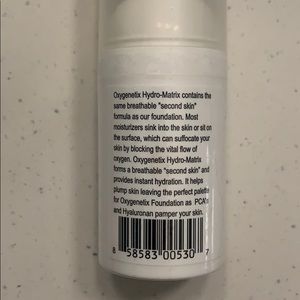 Oxygenetix Hydro-Matrix contains the
same breathable "second skin"
formula as our foundation. Most
moisturizers sink into the skin or sit on
the surface, which can suffocate your
skin by blocking the vital flow of
oxygen. Oxygenetix Hydro-Matrix
forms a breathable "second skin" and
provides instant hydration. It helps
plump skin leaving the perfect palette
for Oxygenetix Foundation as PCA's
and Hyaluronan pamper your skin.
8 58583 00530 7